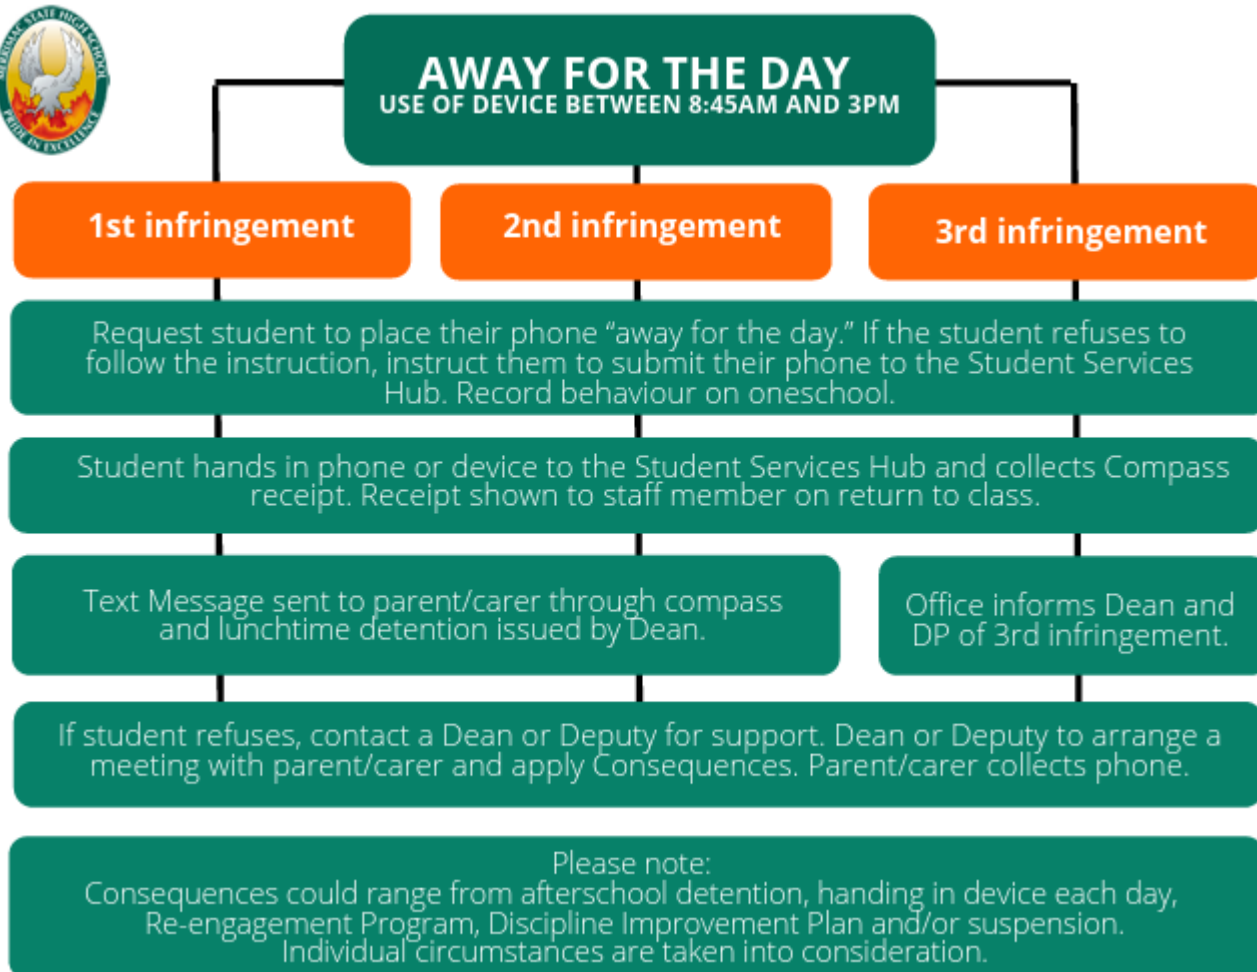 MERRIMAC STATE HIGH SCHOOL
PRIDE IN EXCELLENCE
AWAY FOR THE DAY
USE OF DEVICE BETWEEN 8:45AM AND 3PM
1st infringement
2nd infringement
3rd infringement
Request student to place their phone “away for the day.” If the student refuses to
follow the instruction, instruct them to submit their phone to the Student Services
Hub. Record behaviour on oneschool.
Student hands in phone or device to the Student Services Hub and collects Compass
receipt. Receipt shown to staff member on return to class.
Text Message sent to parent/carer through compass
and lunchtime detention issued by Dean.
Office informs Dean and
DP of 3rd infringement.
If student refuses, contact a Dean or Deputy for support. Dean or Deputy to arrange a
meeting with parent/carer and apply Consequences. Parent/carer collects phone.
Please note:
Consequences could range from afterschool detention, handing in device each day,
Re-engagement Program, Discipline Improvement Plan and/or suspension.
Individual circumstances are taken into consideration.